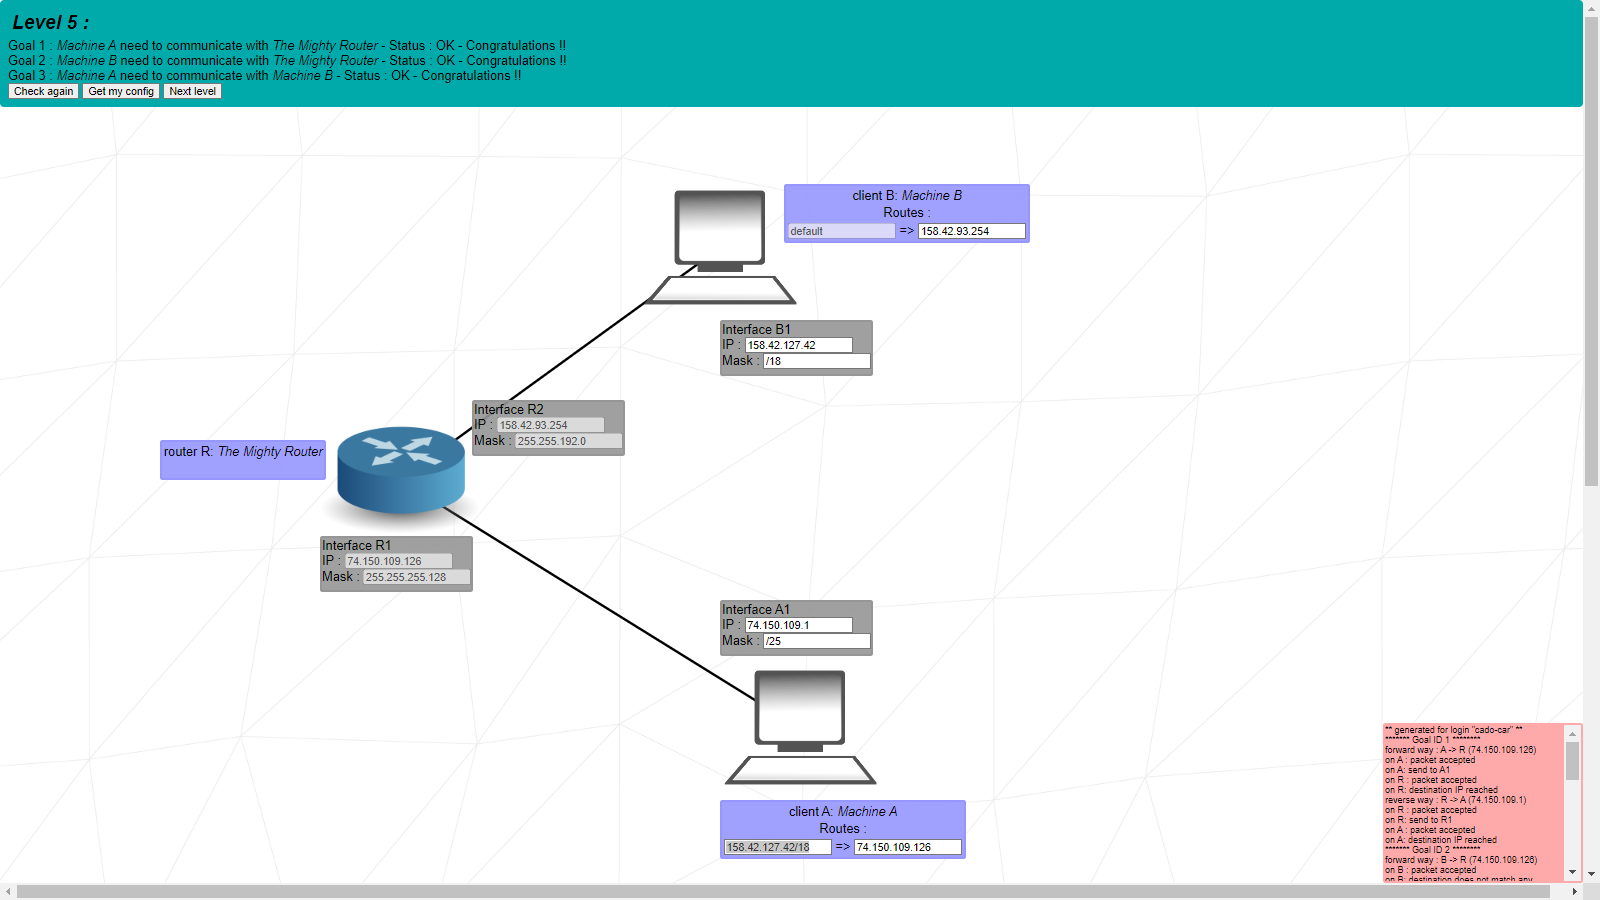 Level 5 :
Goal 1 : Machine A need to communicate with The Mighty Router - Status : OK - Congratulations !!
Goal 2 : Machine B need to communicate with The Mighty Router - Status : OK - Congratulations !!
Goal 3 : Machine A need to communicate with Machine B - Status : OK - Congratulations !!
Check again Get my config Next level
client B: Machine B
Routes :
default => 158.42.93.254
Interface B1
IP : 158.42.127.42
Mask : /18
Interface R2
IP : 158.42.93.254
Mask : 255.255.192.0
router R: The Mighty Router
Interface R1
IP : 74.150.109.126
Mask : 255.255.255.128
Interface A1
IP : 74.150.109.1
Mask : /25
client A: Machine A
Routes :
158.42.127.42/18 => 74.150.109.126
** generated for login "cado-car" **
******* Goal ID 1 ********
forward way : A -> R (74.150.109.126)
on A : packet accepted
on A: send to A1
on R : packet accepted
on R: destination IP reached
reverse way : R -> A (74.150.109.1)
on R : packet accepted
on R: send to R1
on A : packet accepted
on A: destination IP reached
******* Goal ID 2 ********
forward way : B -> R (74.150.109.126)
on B : packet accepted
on B: destination does not match any